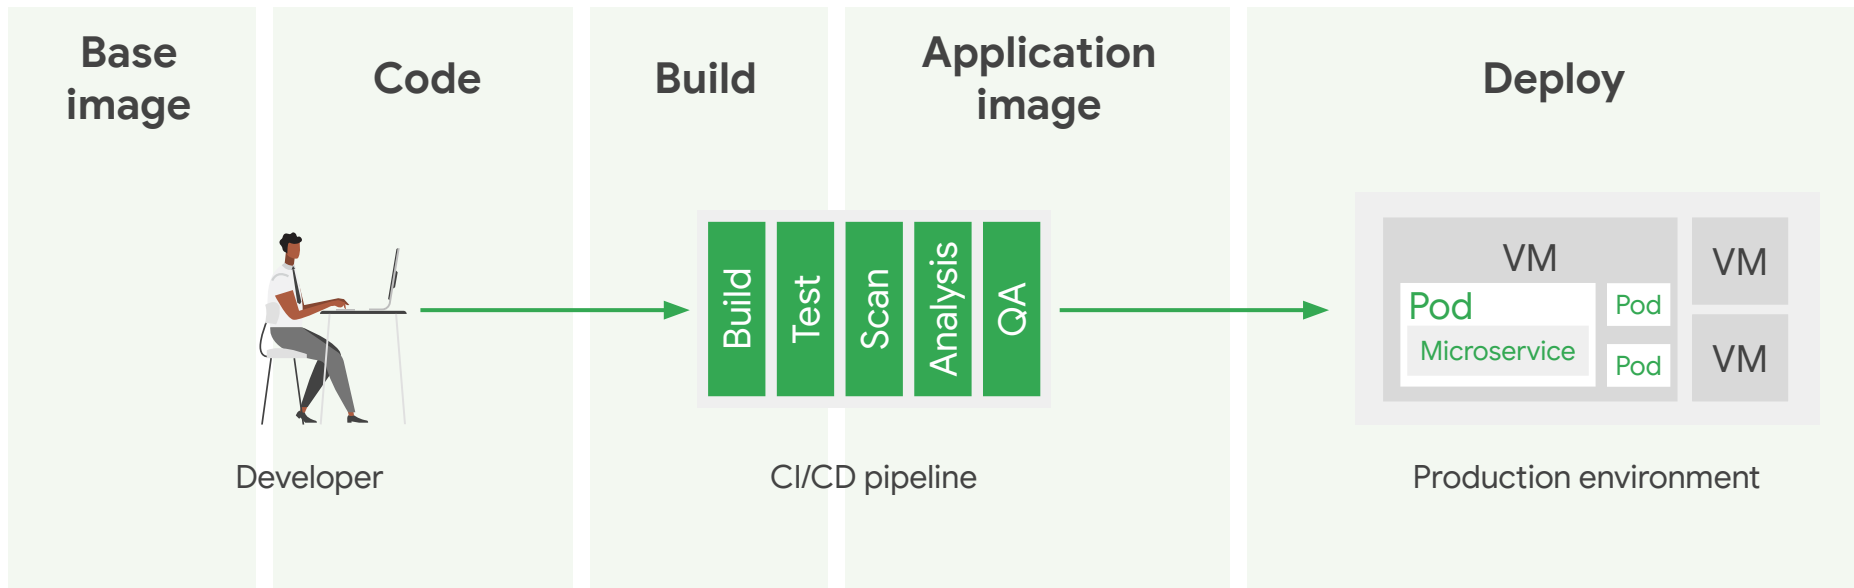 Base
image
Code
Build
Application
image
Deploy
Build
Test
Scan
Analysis
QA
VM
Pod
Microservice
Pod
Pod
VM
VM
Developer
CI/CD pipeline
Production environment